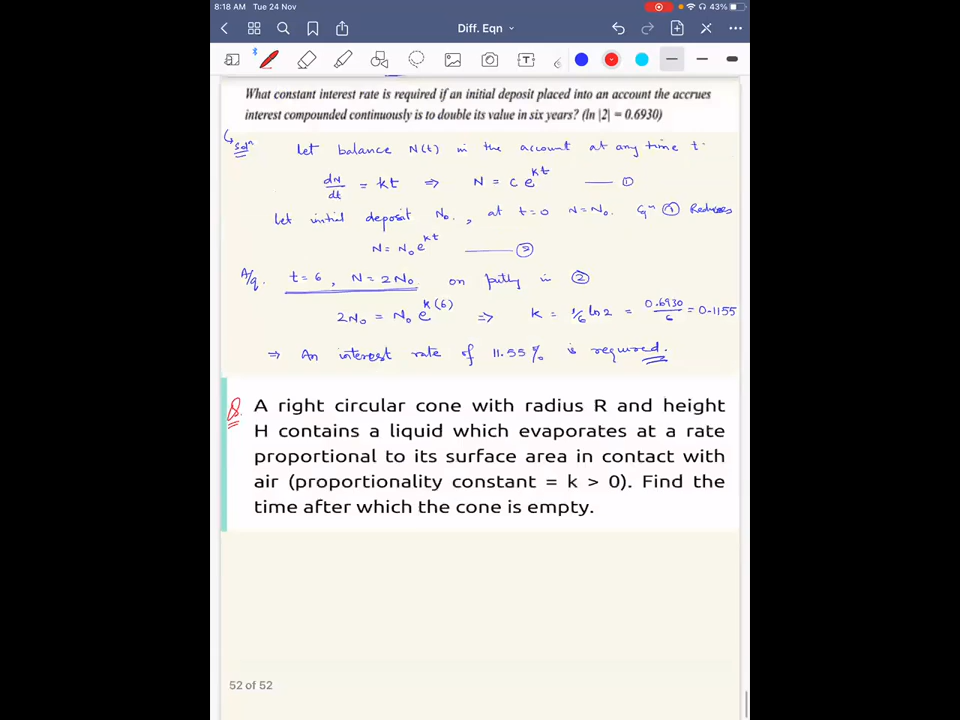 8:18 AM Tue 24 Nov 43%
Diff. Eqn
What constant interest rate is required if an initial deposit placed into an account the accrues
interest compounded continuously is to double its value in six years? (ln |2| = 0.6930)
Solⁿ Let balance N(t) in the account at any time t.
dN/dt = kt ⇒ N = C e^{kt} —— ①
Let initial deposit N₀, at t=0 N=N₀. Eqⁿ ① Reduces
N = N₀e^{kt} —— ②
A/q. t=6, N=2N₀ on putty in ②
2N₀ = N₀ e^{k(6)} ⇒ k = 1/6 ln 2 = 0.6930/6 = 0.1155
⇒ An interest rate of 11.55% is required.
Q. A right circular cone with radius R and height
H contains a liquid which evaporates at a rate
proportional to its surface area in contact with
air (proportionality constant = k > 0). Find the
time after which the cone is empty.
52 of 52